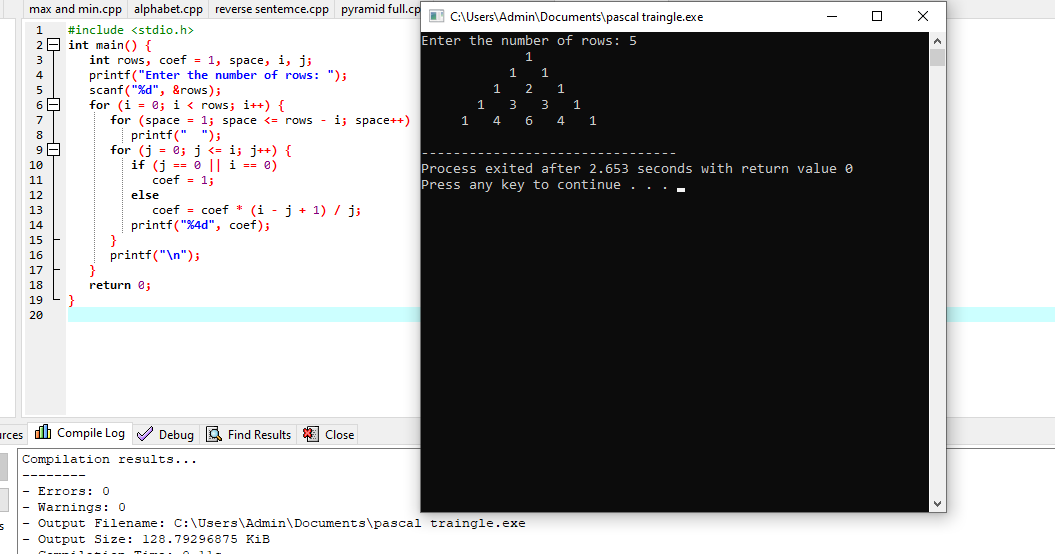 max and min.cpp alphabet.cpp reverse sentemce.cpp pyramid full.cp
1 #include <stdio.h>
2 int main() {
3 int rows, coef = 1, space, i, j;
4 printf("Enter the number of rows: ");
5 scanf("%d", &rows);
6 for (i = 0; i < rows; i++) {
7 for (space = 1; space <= rows - i; space++)
8 printf("  ");
9 for (j = 0; j <= i; j++) {
10 if (j == 0 || i == 0)
11 coef = 1;
12 else
13 coef = coef * (i - j + 1) / j;
14 printf("%4d", coef);
15 }
16 printf("\n");
17 }
18 return 0;
19 }
20
C:\Users\Admin\Documents\pascal traingle.exe
Enter the number of rows: 5
1
1 1
1 2 1
1 3 3 1
1 4 6 4 1
--------------------------------
Process exited after 2.653 seconds with return value 0
Press any key to continue . . .
urces Compile Log Debug Find Results Close
Compilation results...
--------
- Errors: 0
- Warnings: 0
- Output Filename: C:\Users\Admin\Documents\pascal traingle.exe
- Output Size: 128.79296875 KiB
- Compilation Time: 0.11s